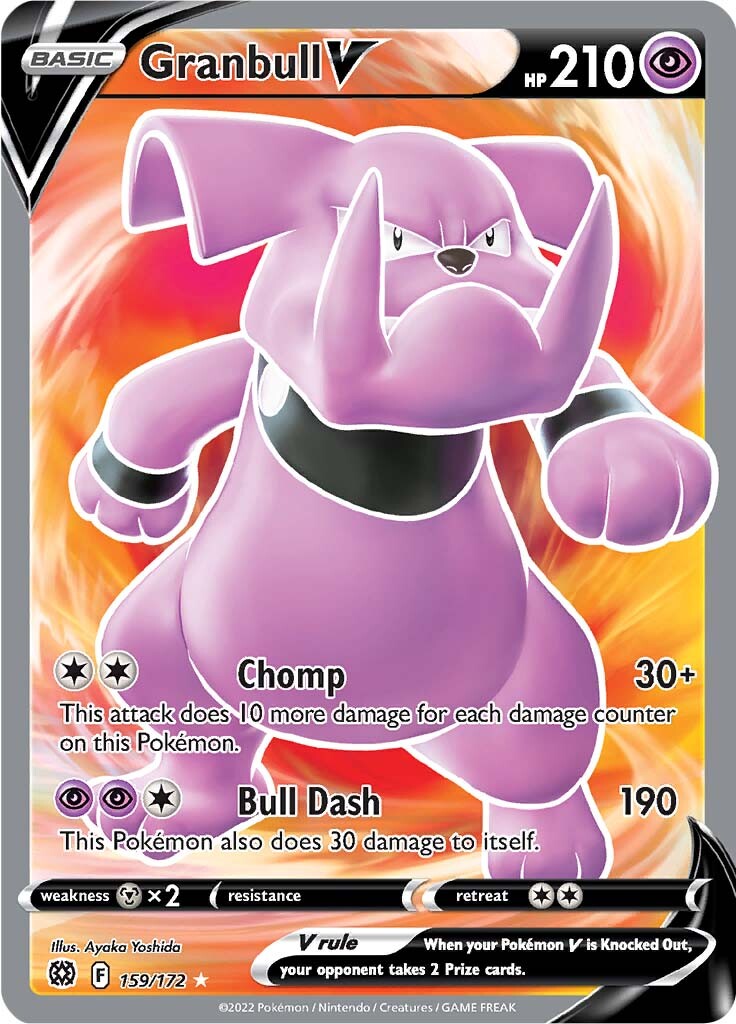 BASIC Granbull V HP 210
Chomp 30+
This attack does 10 more damage for each damage counter
on this Pokémon.
Bull Dash 190
This Pokémon also does 30 damage to itself.
weakness ×2 resistance retreat
Illus. Ayaka Yoshida
F 159/172
V rule When your Pokémon V is Knocked Out,
your opponent takes 2 Prize cards.
©2022 Pokémon / Nintendo / Creatures / GAME FREAK